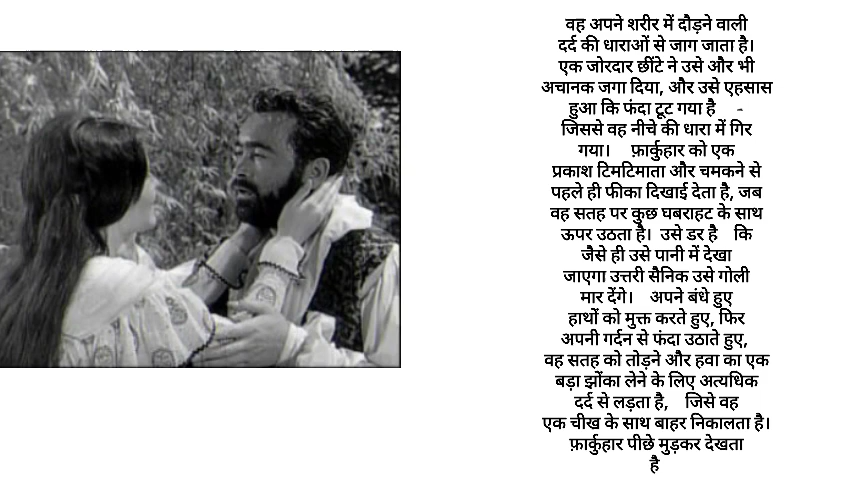 वह अपने शरीर में दौड़ने वाली
दर्द की धाराओं से जाग जाता है।
एक जोरदार छींटे ने उसे और भी
अचानक जगा दिया, और उसे एहसास
हुआ कि फंदा टूट गया है -
जिससे वह नीचे की धारा में गिर
गया। फ़ार्कुहार को एक
प्रकाश टिमटिमाता और चमकने से
पहले ही फीका दिखाई देता है, जब
वह सतह पर कुछ घबराहट के साथ
ऊपर उठता है। उसे डर है कि
जैसे ही उसे पानी में देखा
जाएगा उत्तरी सैनिक उसे गोली
मार देंगे। अपने बंधे हुए
हाथों को मुक्त करते हुए, फिर
अपनी गर्दन से फंदा उठाते हुए,
वह सतह को तोड़ने और हवा का एक
बड़ा झोंका लेने के लिए अत्यधिक
दर्द से लड़ता है, जिसे वह
एक चीख के साथ बाहर निकालता है।
फ़ार्कुहार पीछे मुड़कर देखता
है